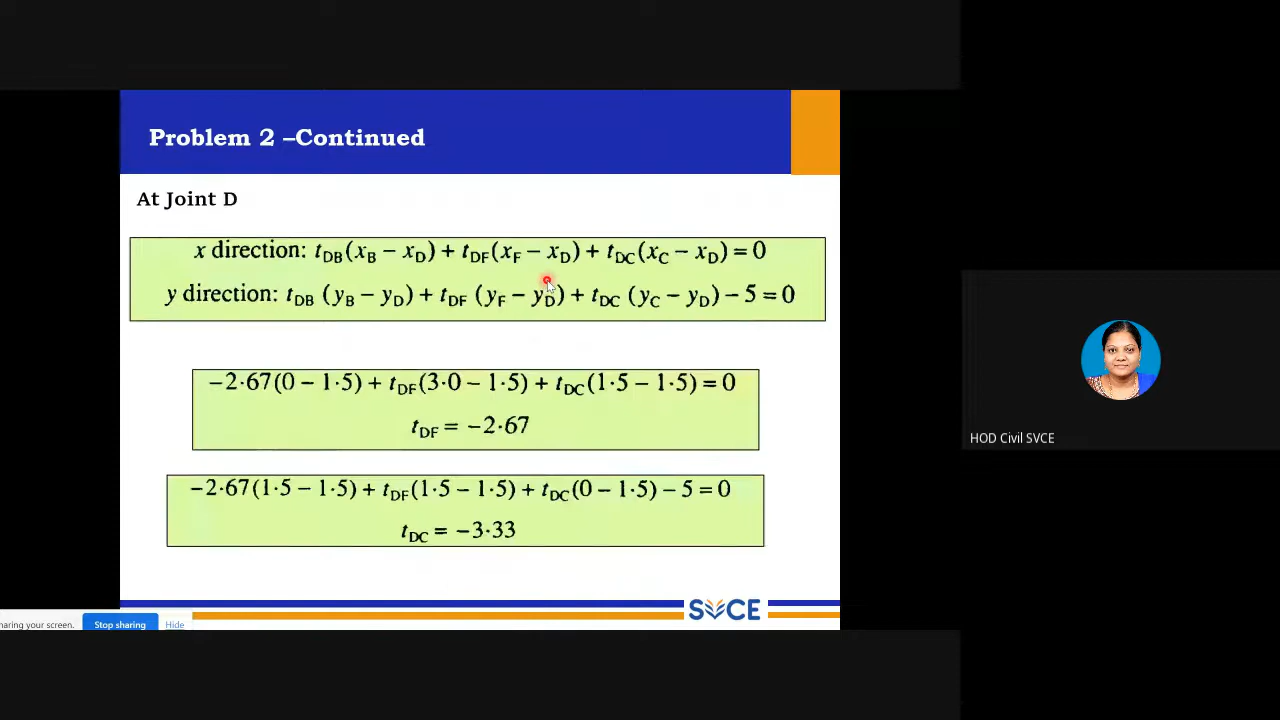 Problem 2 –Continued
At Joint D
x direction: tDB(xB − xD) + tDF(xF − xD) + tDC(xC − xD) = 0
y direction: tDB (yB − yD) + tDF (yF − yD) + tDC (yC − yD) − 5 = 0
−2·67(0 − 1·5) + tDF(3·0 − 1·5) + tDC(1·5 − 1·5) = 0
tDF = −2·67
−2·67(1·5 − 1·5) + tDF(1·5 − 1·5) + tDC(0 − 1·5) − 5 = 0
tDC = −3·33
HOD Civil SVCE
SVCE
haring your screen. Stop sharing Hide